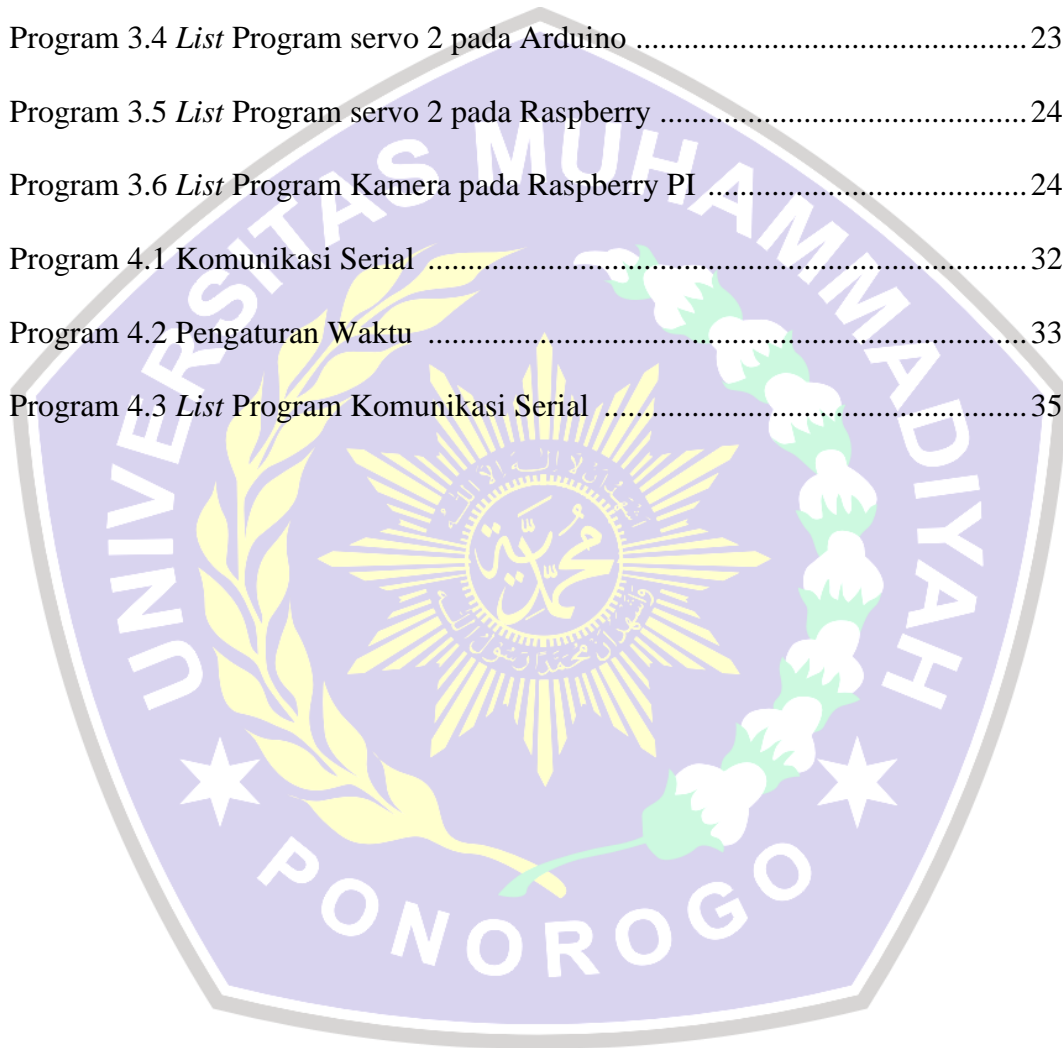 Program 3.4 List Program servo 2 pada Arduino ................................................. 23
Program 3.5 List Program servo 2 pada Raspberry .............................................. 24
Program 3.6 List Program Kamera pada Raspberry PI ........................................ 24
Program 4.1 Komunikasi Serial ........................................................................... 32
Program 4.2 Pengaturan Waktu ........................................................................... 33
Program 4.3 List Program Komunikasi Serial ..................................................... 35
UNIVERSITAS MUHAMMADIYAH
PONOROGO
محمدية